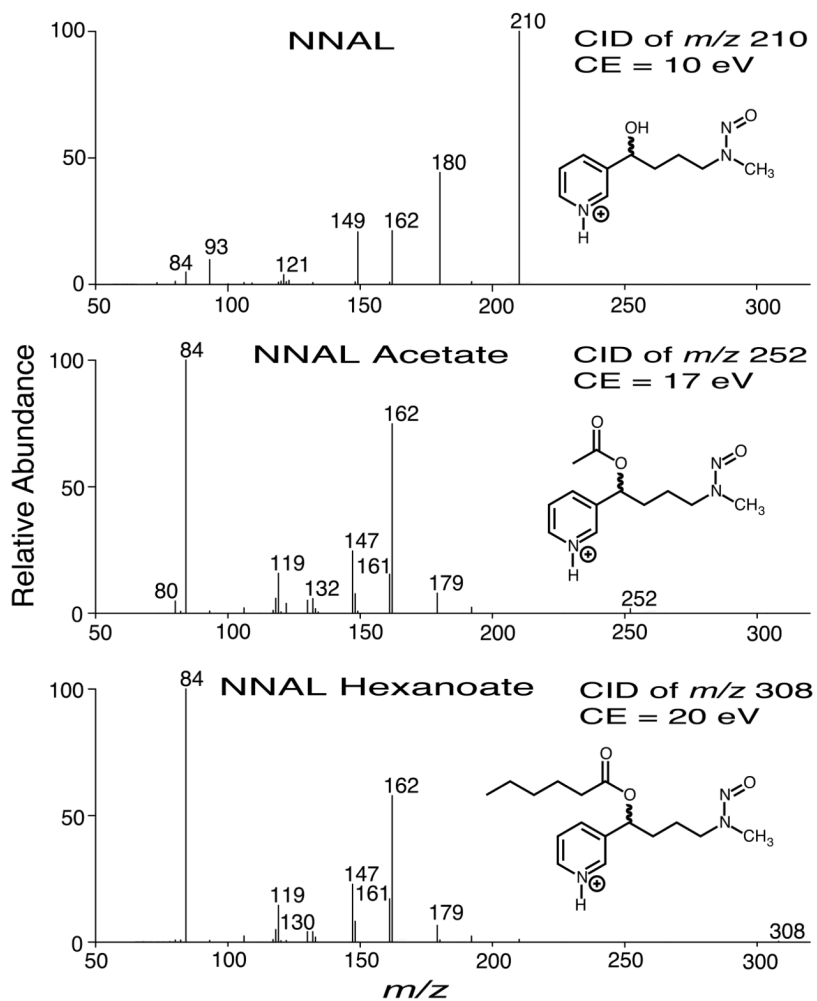 NNAL
CID of m/z 210
CE = 10 eV
100
50
0
84
93
121
149
162
180
210
OH
N
O
N
CH3
N
H
50
100
150
200
250
300
Relative Abundance
NNAL Acetate
CID of m/z 252
CE = 17 eV
100
50
0
80
84
119
132
147
161
162
179
252
O
O
N
O
N
CH3
N
H
50
100
150
200
250
300
NNAL Hexanoate
CID of m/z 308
CE = 20 eV
100
50
0
84
119
130
147
161
162
179
308
O
O
N
O
N
CH3
N
H
50
100
150
200
250
300
m/z